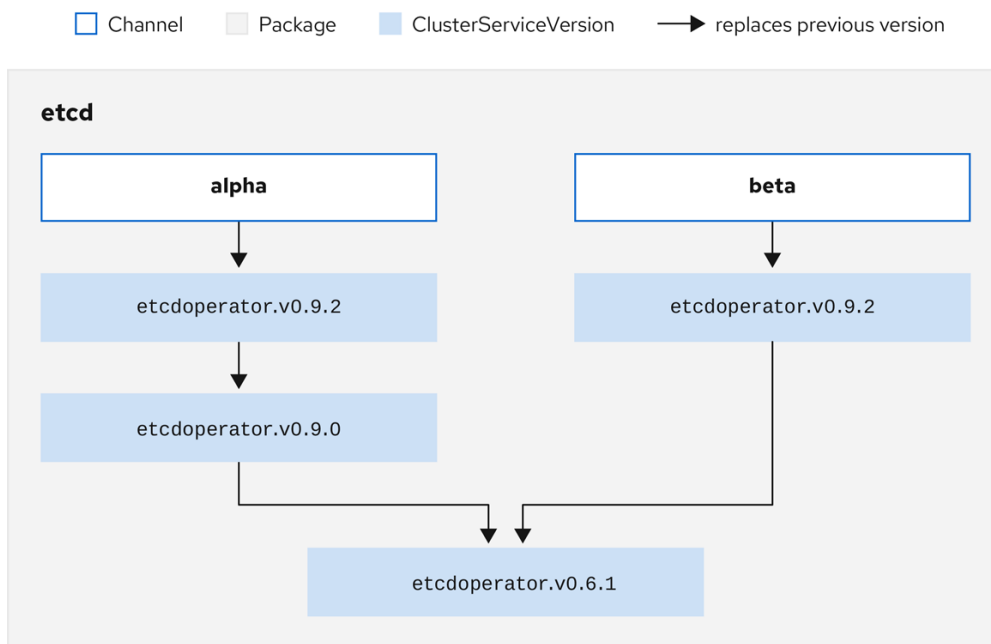 Channel Package ClusterServiceVersion replaces previous version
etcd
alpha beta
etcdoperator.v0.9.2 etcdoperator.v0.9.2
etcdoperator.v0.9.0
etcdoperator.v0.6.1